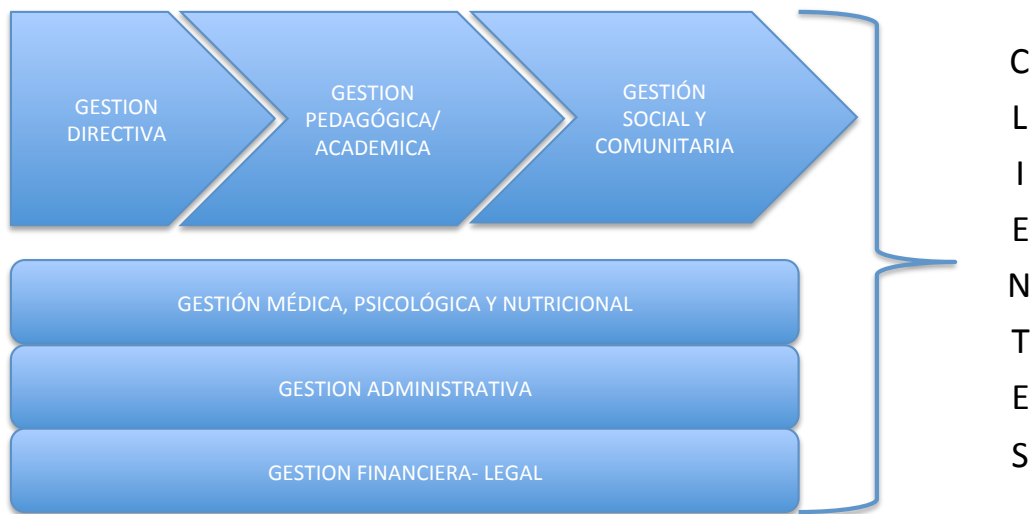 GESTION
DIRECTIVA
GESTION
PEDAGÓGICA/
ACADEMICA
GESTIÓN
SOCIAL Y
COMUNITARIA
GESTIÓN MÉDICA, PSICOLÓGICA Y NUTRICIONAL
GESTION ADMINISTRATIVA
GESTION FINANCIERA- LEGAL
C
L
I
E
N
T
E
S